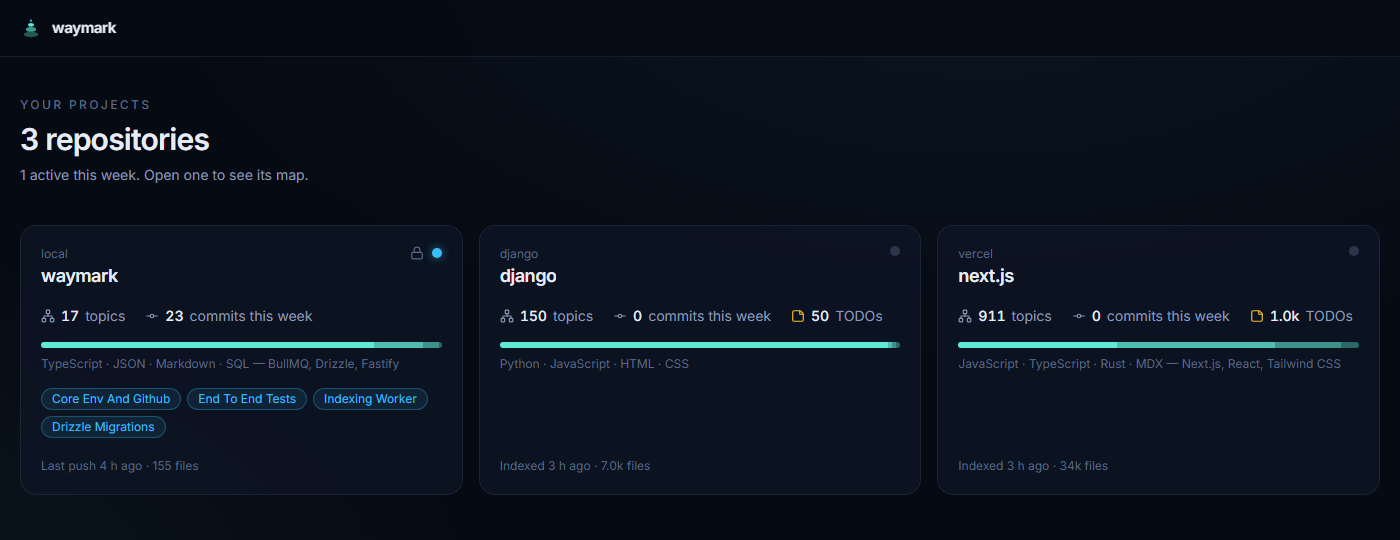 waymark
YOUR PROJECTS
3 repositories
1 active this week. Open one to see its map.
local
waymark
17 topics 23 commits this week
TypeScript · JSON · Markdown · SQL — BullMQ, Drizzle, Fastify
Core Env And Github End To End Tests Indexing Worker
Drizzle Migrations
Last push 4 h ago · 155 files
django
django
150 topics 0 commits this week 50 TODOs
Python · JavaScript · HTML · CSS
Indexed 3 h ago · 7.0k files
vercel
next.js
911 topics 0 commits this week 1.0k TODOs
JavaScript · TypeScript · Rust · MDX — Next.js, React, Tailwind CSS
Indexed 3 h ago · 34k files